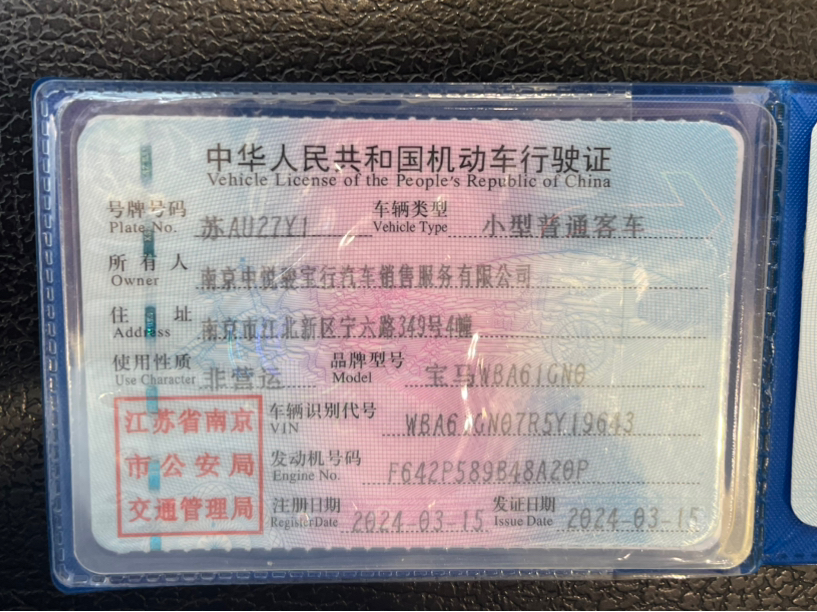 中华人民共和国机动车行驶证
Vehicle License of the People's Republic of China
号牌号码 苏AU27Y1 车辆类型 小型普通客车
Plate No. Vehicle Type
所有人 南京中悦骏宝行汽车销售服务有限公司
Owner
住址 南京市江北新区宁六路349号4幢
Address
使用性质 非营运 品牌型号 宝马WBA61GN0
Use Character Model
江苏省南京
市公安局
交通管理局
车辆识别代号
VIN
发动机号码 F642P589B48A20P
Engine No.
注册日期 2024-03-15 发证日期 2024-03-15
Register Date Issue Date